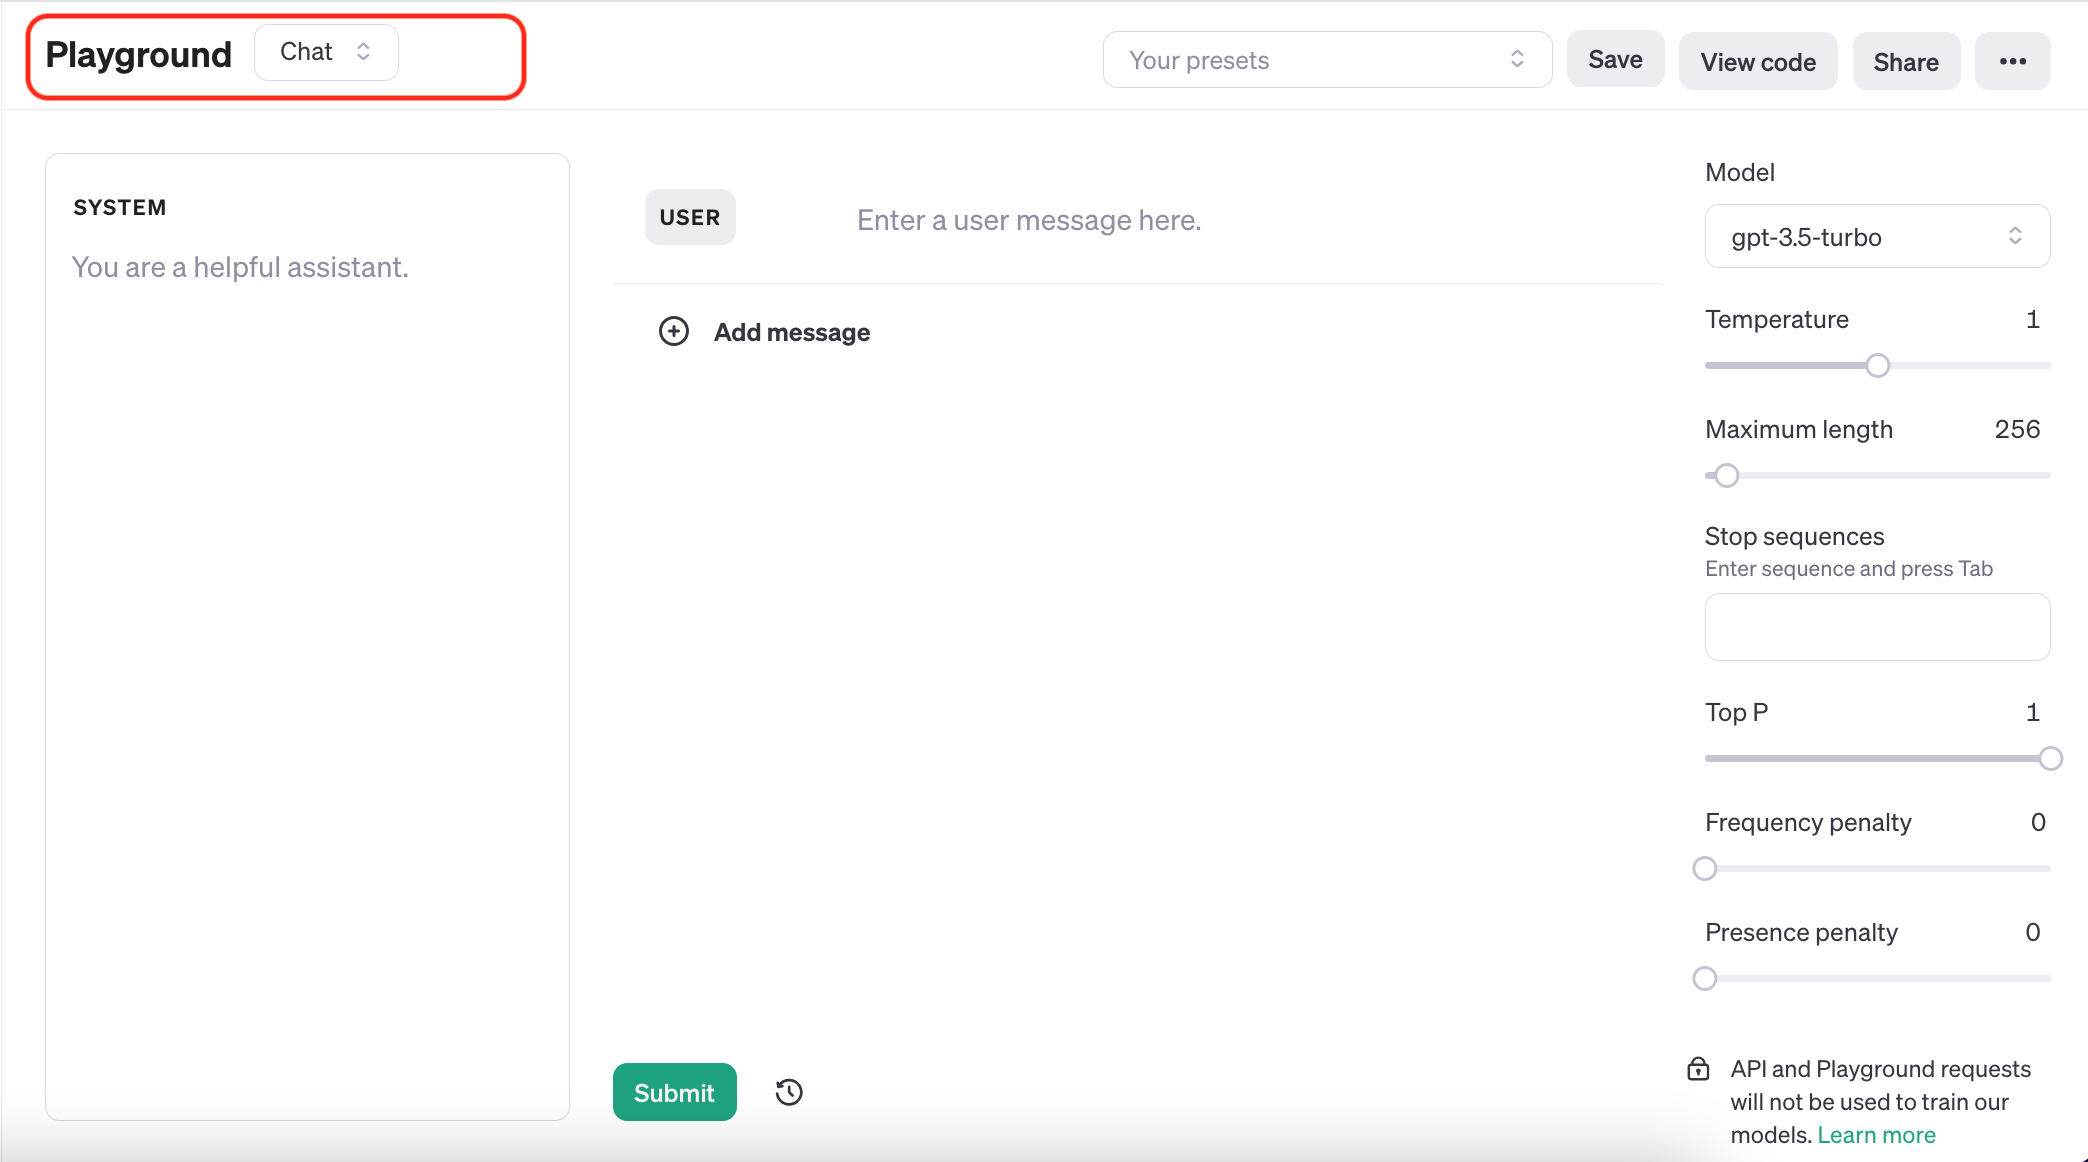 Playground
Chat
Your presets
Save
View code
Share
SYSTEM
You are a helpful assistant.
USER
Enter a user message here.
Add message
Submit
Model
gpt-3.5-turbo
Temperature 1
Maximum length 256
Stop sequences
Enter sequence and press Tab
Top P 1
Frequency penalty 0
Presence penalty 0
API and Playground requests
will not be used to train our
models. Learn more